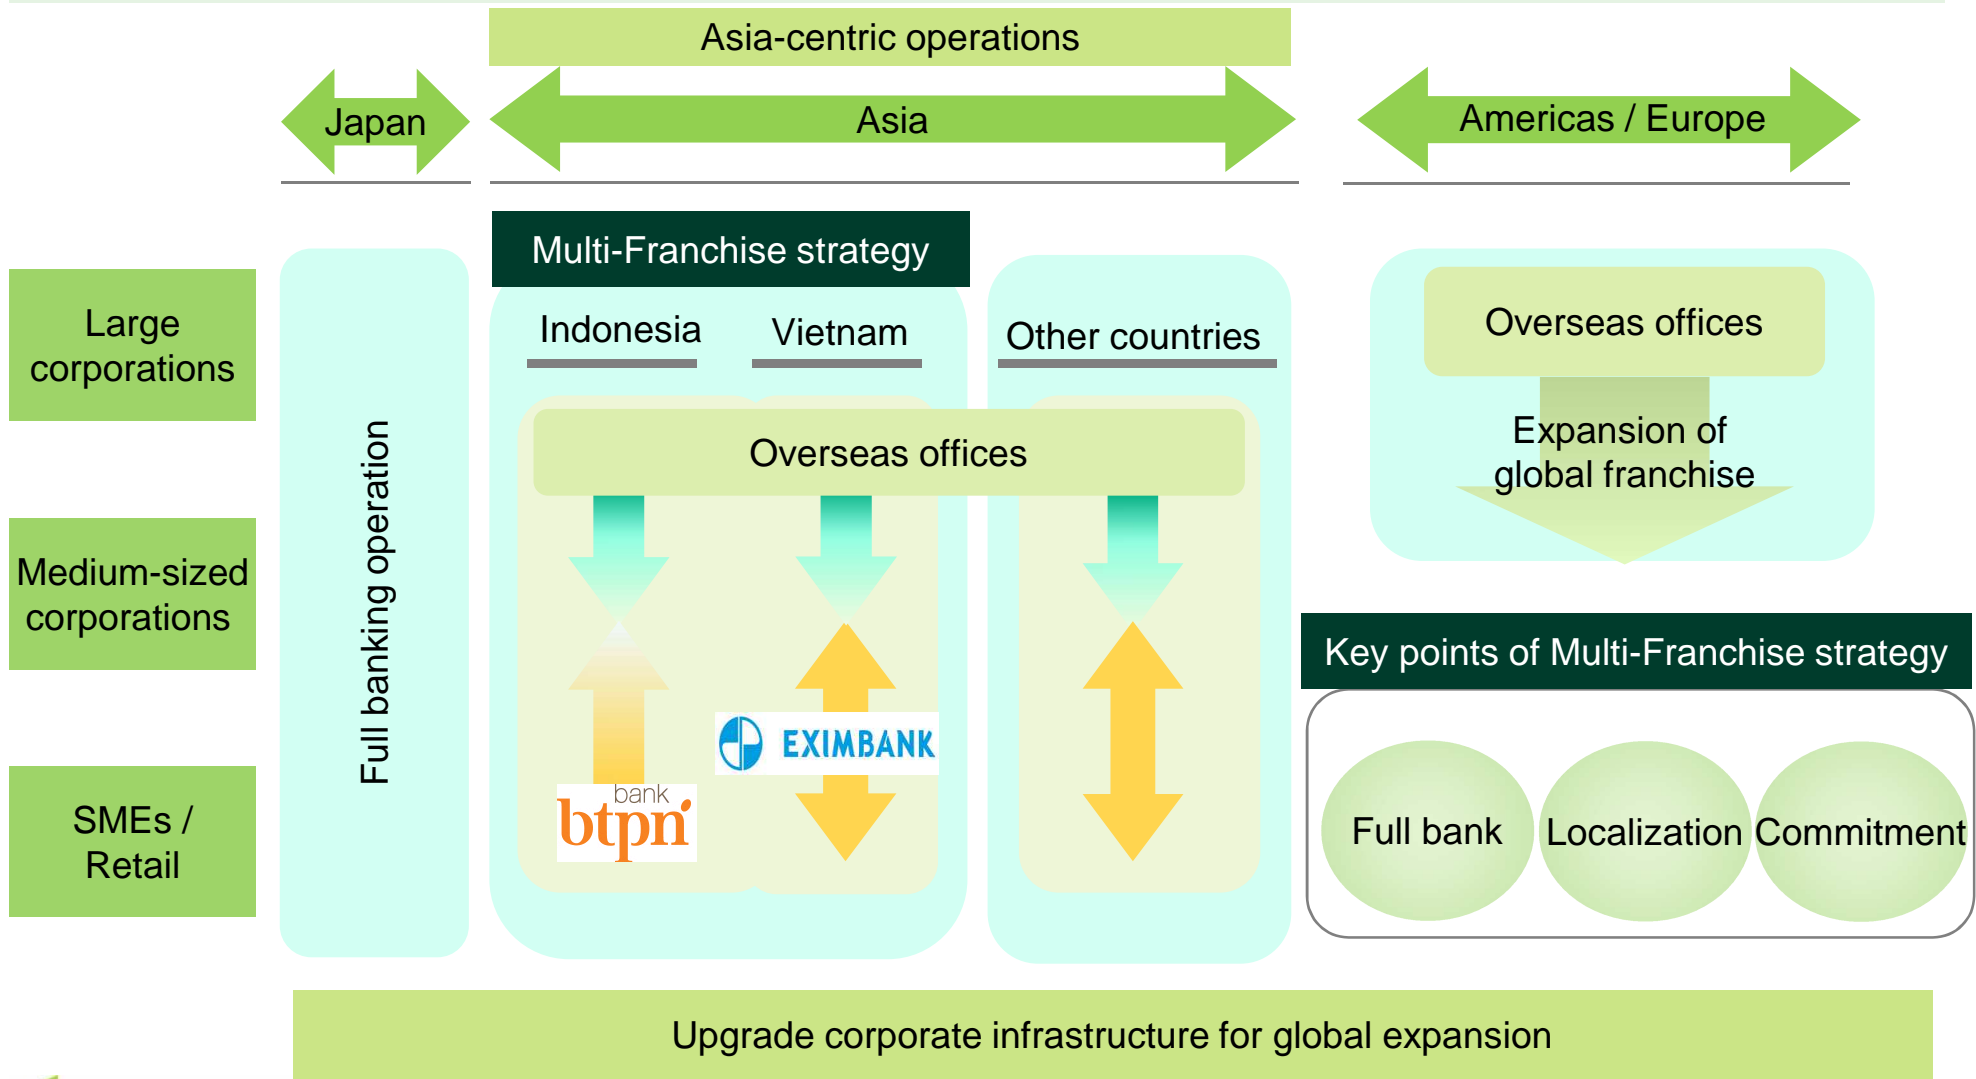 Asia-centric operations
Japan
Asia
Americas / Europe
Multi-Franchise strategy
Indonesia
Vietnam
Other countries
Overseas offices
Large
corporations
Overseas offices
Expansion of
global franchise
Full banking operation
Medium-sized
corporations
Key points of Multi-Franchise strategy
EXIMBANK
bank
btpn
SMEs /
Retail
Full bank
Localization
Commitment
Upgrade corporate infrastructure for global expansion